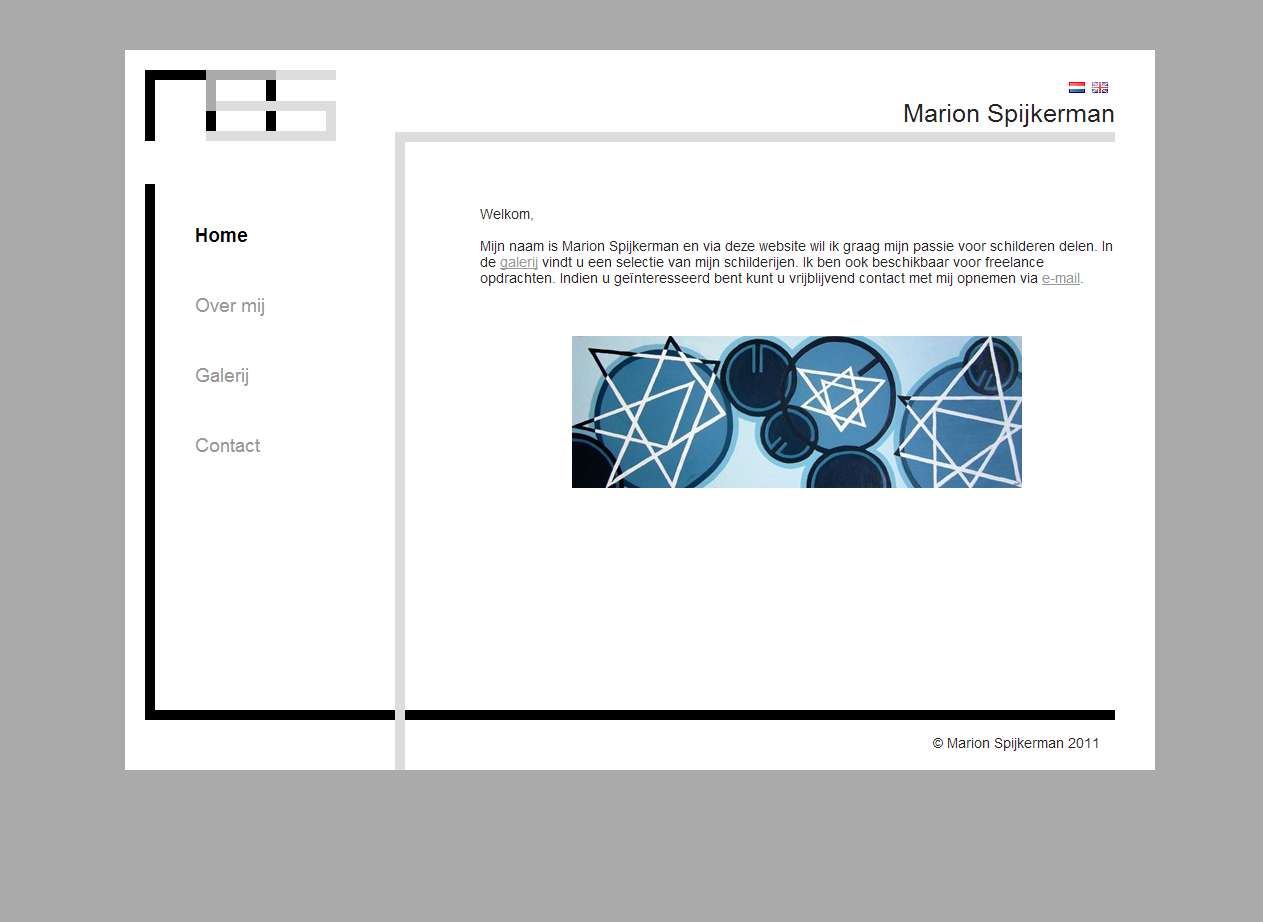 Marion Spijkerman
Home
Over mij
Galerij
Contact
Welkom,
Mijn naam is Marion Spijkerman en via deze website wil ik graag mijn passie voor schilderen delen. In
de galerij vindt u een selectie van mijn schilderijen. Ik ben ook beschikbaar voor freelance
opdrachten. Indien u geïnteresseerd bent kunt u vrijblijvend contact met mij opnemen via e-mail.
© Marion Spijkerman 2011